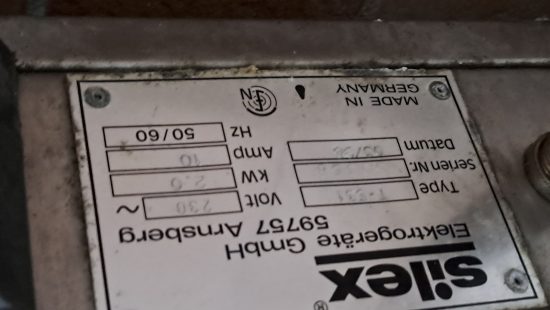 silex®
Elektrogeräte GmbH
59757 Arnsberg
Type Volt 230 ~
Serien Nr. kW 2.0
Datum Amp 10
Hz 50/60
MADE IN
GERMANY
EN